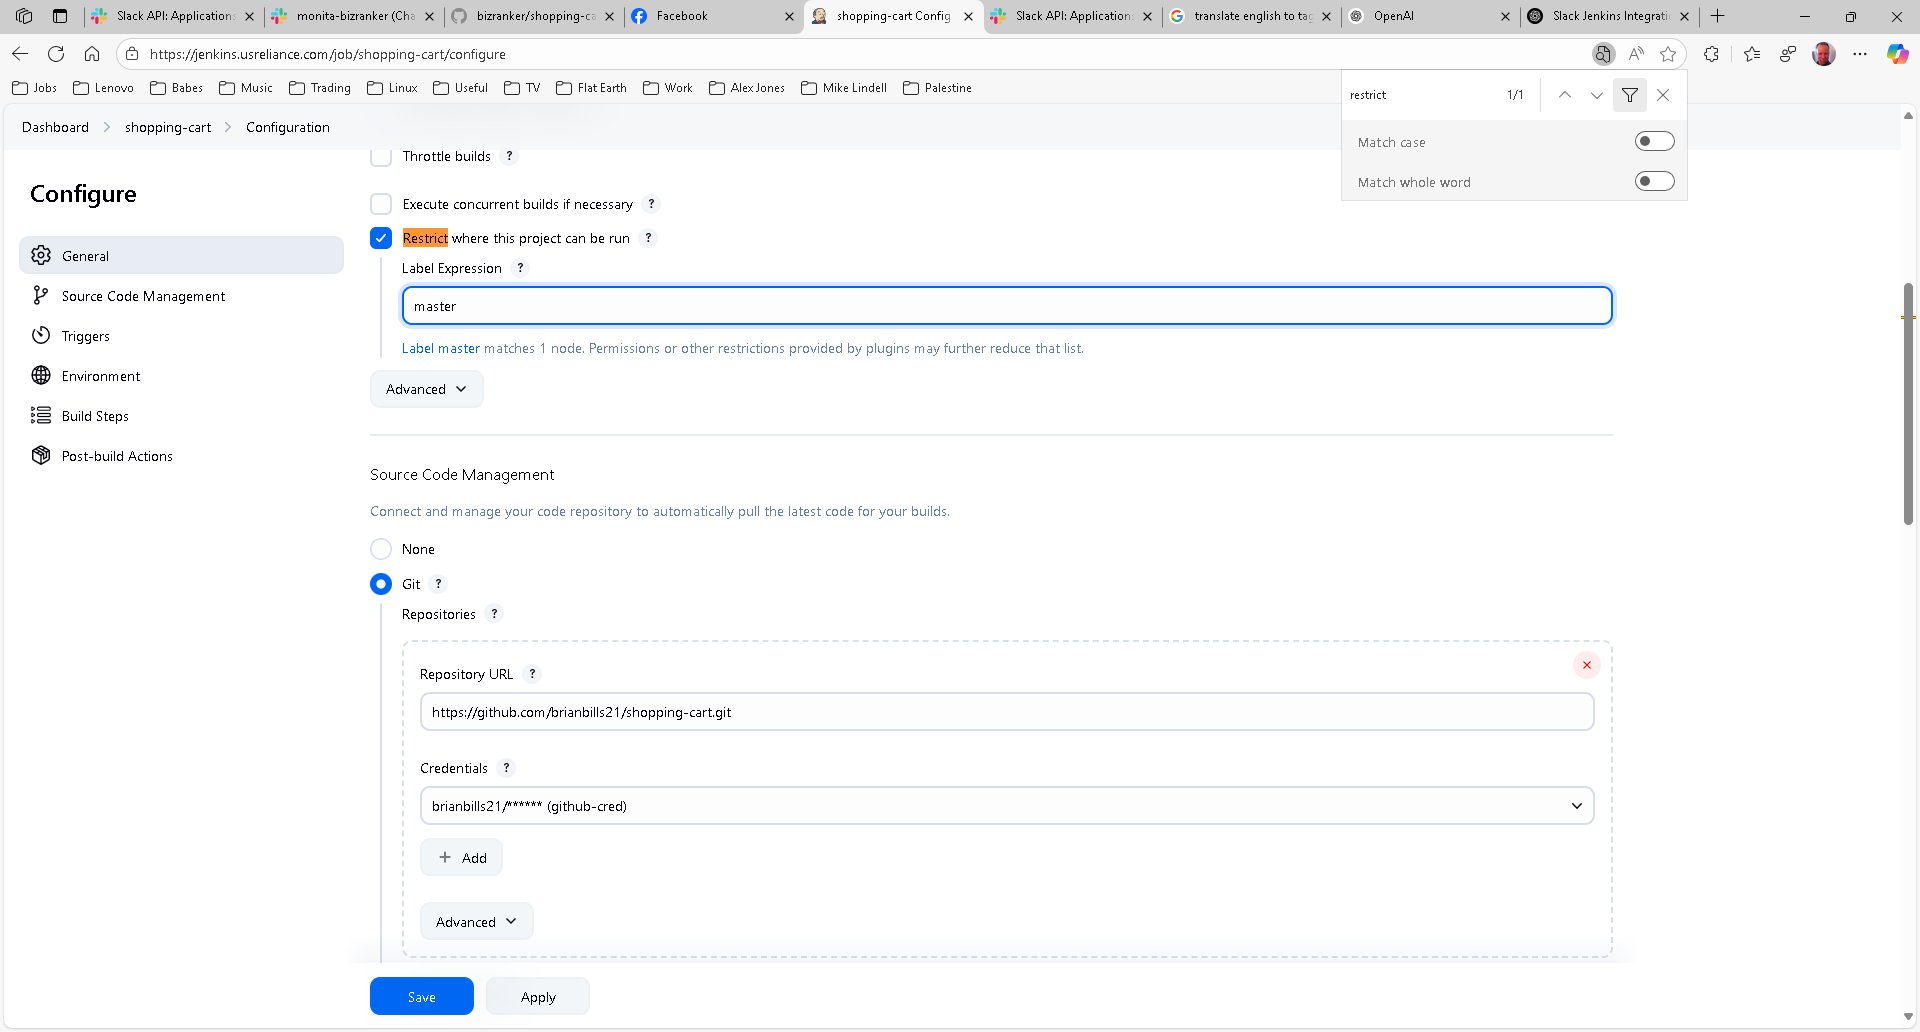 Slack API: Applications
monita-bizranker (Cha
bizranker/shopping-ca
Facebook
shopping-cart Config
Slack API: Applications
translate english to tag
OpenAI
Slack Jenkins Integrati
https://jenkins.usreliance.com/job/shopping-cart/configure
Jobs
Lenovo
Babes
Music
Trading
Linux
Useful
TV
Flat Earth
Work
Alex Jones
Mike Lindell
Palestine
restrict
1/1
Match case
Match whole word
Dashboard
shopping-cart
Configuration
Configure
General
Source Code Management
Triggers
Environment
Build Steps
Post-build Actions
Throttle builds ?
Execute concurrent builds if necessary ?
Restrict where this project can be run ?
Label Expression ?
master
Label master matches 1 node. Permissions or other restrictions provided by plugins may further reduce that list.
Advanced
Source Code Management
Connect and manage your code repository to automatically pull the latest code for your builds.
None
Git ?
Repositories ?
Repository URL ?
https://github.com/brianbills21/shopping-cart.git
Credentials ?
brianbills21/****** (github-cred)
+ Add
Advanced
Save
Apply